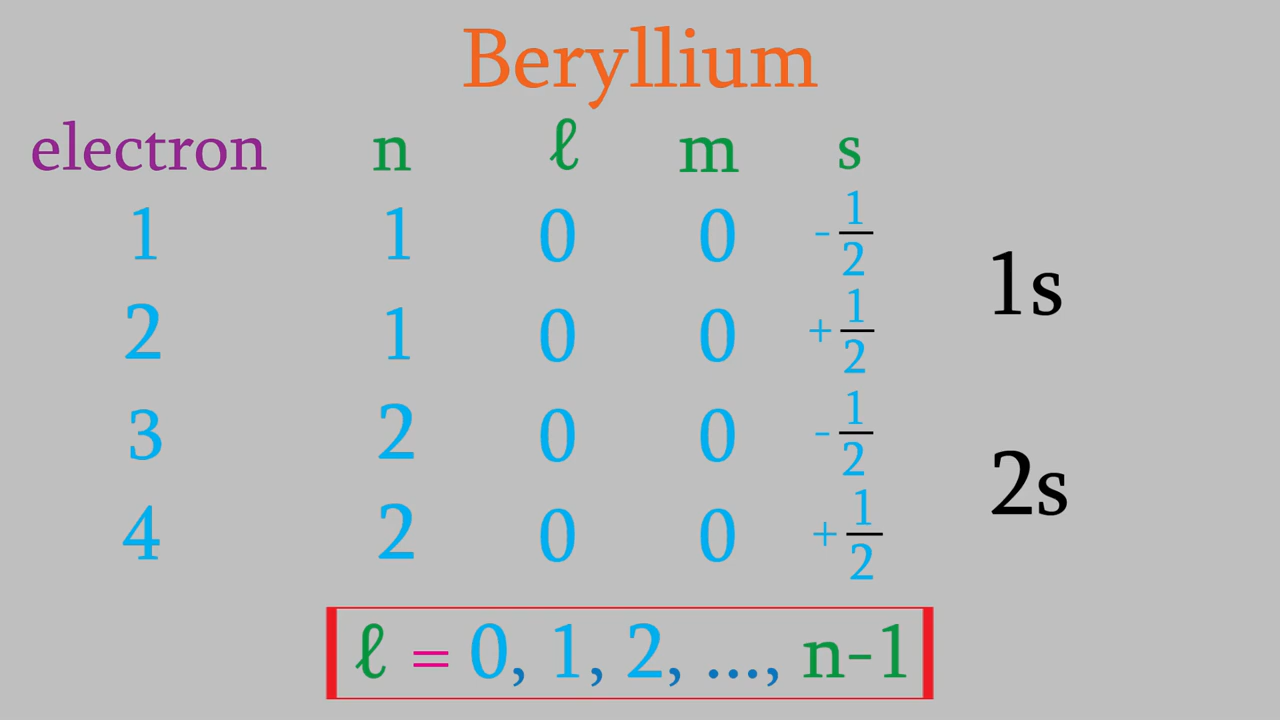 Beryllium
electron n ℓ m s
1 1 0 0 -1/2
1s
2 1 0 0 +1/2
3 2 0 0 -1/2
2s
4 2 0 0 +1/2
ℓ = 0, 1, 2, ..., n-1